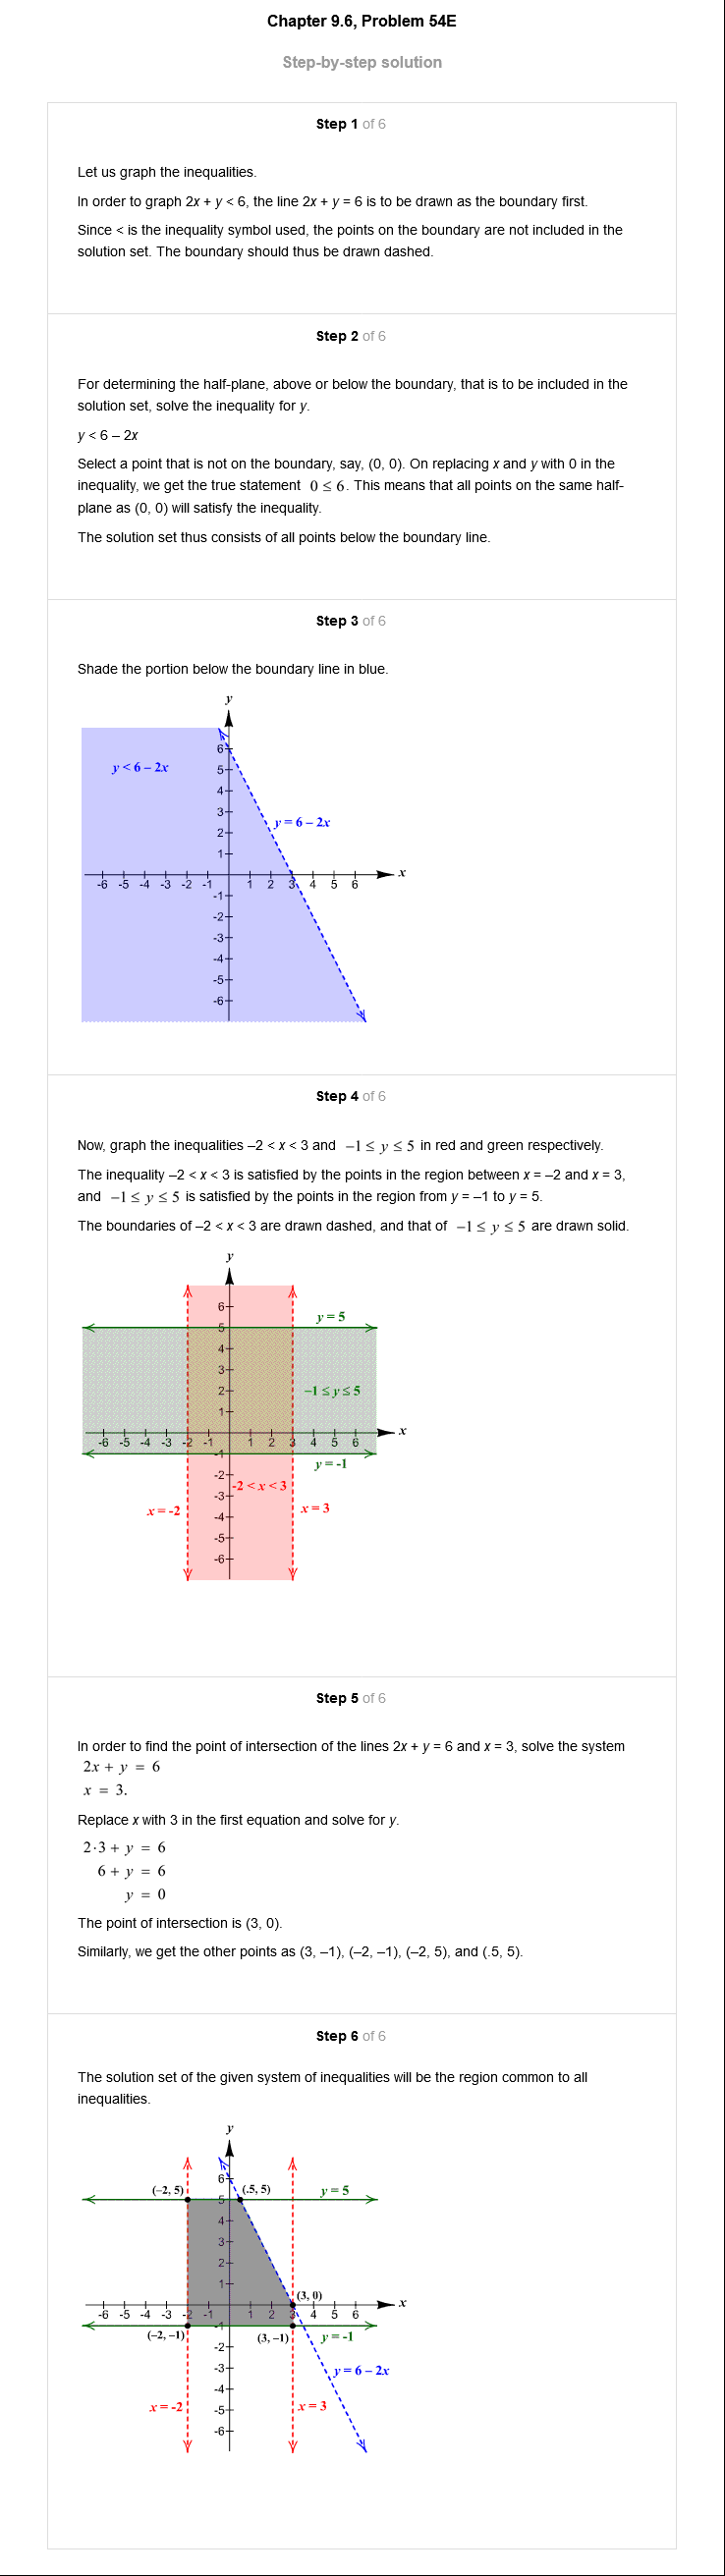 Chapter 9.6, Problem 54E
Step-by-step solution
Step 1 of 6
Let us graph the inequalities.
In order to graph 2x + y < 6, the line 2x + y = 6 is to be drawn as the boundary first.
Since < is the inequality symbol used, the points on the boundary are not included in the
solution set. The boundary should thus be drawn dashed.
Step 2 of 6
For determining the half-plane, above or below the boundary, that is to be included in the
solution set, solve the inequality for y.
y < 6 – 2x
Select a point that is not on the boundary, say, (0, 0). On replacing x and y with 0 in the
inequality, we get the true statement 0 ≤ 6. This means that all points on the same half-
plane as (0, 0) will satisfy the inequality.
The solution set thus consists of all points below the boundary line.
Step 3 of 6
Shade the portion below the boundary line in blue.
y
6
y < 6 – 2x
5
4
3
y = 6 – 2x
2
1
x
-6 -5 -4 -3 -2 -1 1 2 3 4 5 6
-1
-2
-3
-4
-5
-6
Step 4 of 6
Now, graph the inequalities –2 < x < 3 and −1 ≤ y ≤ 5 in red and green respectively.
The inequality –2 < x < 3 is satisfied by the points in the region between x = –2 and x = 3,
and −1 ≤ y ≤ 5 is satisfied by the points in the region from y = –1 to y = 5.
The boundaries of –2 < x < 3 are drawn dashed, and that of −1 ≤ y ≤ 5 are drawn solid.
y
6
y = 5
5
4
3
2
−1 ≤ y ≤ 5
1
x
-6 -5 -4 -3 -2 -1 1 2 3 4 5 6
-1
y = -1
-2
-2 < x < 3
-3
x = -2
x = 3
-4
-5
-6
Step 5 of 6
In order to find the point of intersection of the lines 2x + y = 6 and x = 3, solve the system
2x + y = 6
x = 3.
Replace x with 3 in the first equation and solve for y.
2·3 + y = 6
6 + y = 6
y = 0
The point of intersection is (3, 0).
Similarly, we get the other points as (3, –1), (–2, –1), (–2, 5), and (.5, 5).
Step 6 of 6
The solution set of the given system of inequalities will be the region common to all
inequalities.
y
6
(–2, 5) (.5, 5) y = 5
5
4
3
2
1
(3, 0)
x
-6 -5 -4 -3 -2 -1 1 2 3 4 5 6
-1
(–2, –1) (3, –1) y = -1
-2
-3
y = 6 – 2x
-4
x = -2 x = 3
-5
-6